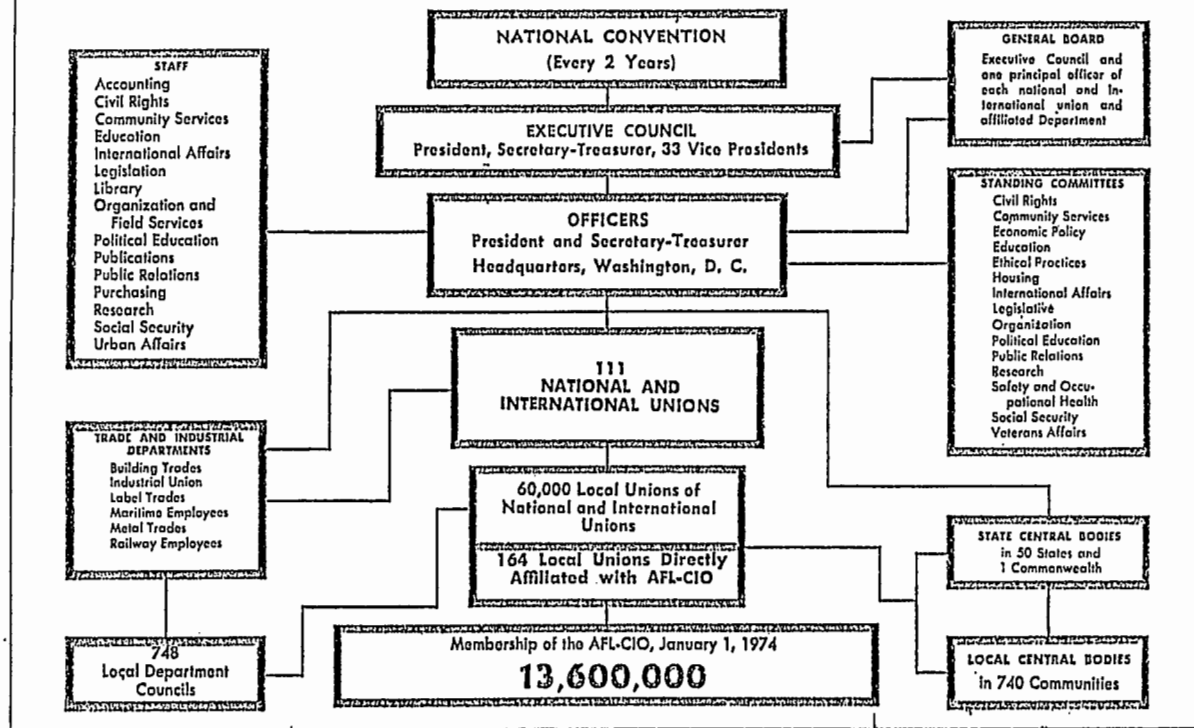 NATIONAL CONVENTION
(Every 2 Years)
EXECUTIVE COUNCIL
President, Secretary-Treasurer, 33 Vice Presidents
GENERAL BOARD
Executive Council and
one principal officer of
each national and In-
ternational union and
affiliated Department
STAFF
Accounting
Civil Rights
Community Services
Education
International Affairs
Legislation
Library
Organization and
Field Services
Political Education
Publications
Public Relations
Purchasing
Research
Social Security
Urban Affairs
OFFICERS
President and Secretary-Treasurer
Headquarters, Washington, D. C.
STANDING COMMITTEES
Civil Rights
Community Services
Economic Policy
Education
Ethical Practices
Housing
International Affairs
Legislative
Organization
Political Education
Public Relations
Research
Safety and Occu-
pational Health
Social Security
Veterans Affairs
111
NATIONAL AND
INTERNATIONAL UNIONS
TRADE AND INDUSTRIAL
DEPARTMENTS
Building Trades
Industrial Union
Label Trades
Maritime Employees
Metal Trades
Railway Employees
60,000 Local Unions of
National and International
Unions
164 Local Unions Directly
Affiliated with AFL-CIO
STATE CENTRAL BODIES
in 50 States and
1 Commonwealth
748
Local Department
Councils
Membership of the AFL-CIO, January 1, 1974
13,600,000
LOCAL CENTRAL BODIES
in 740 Communities